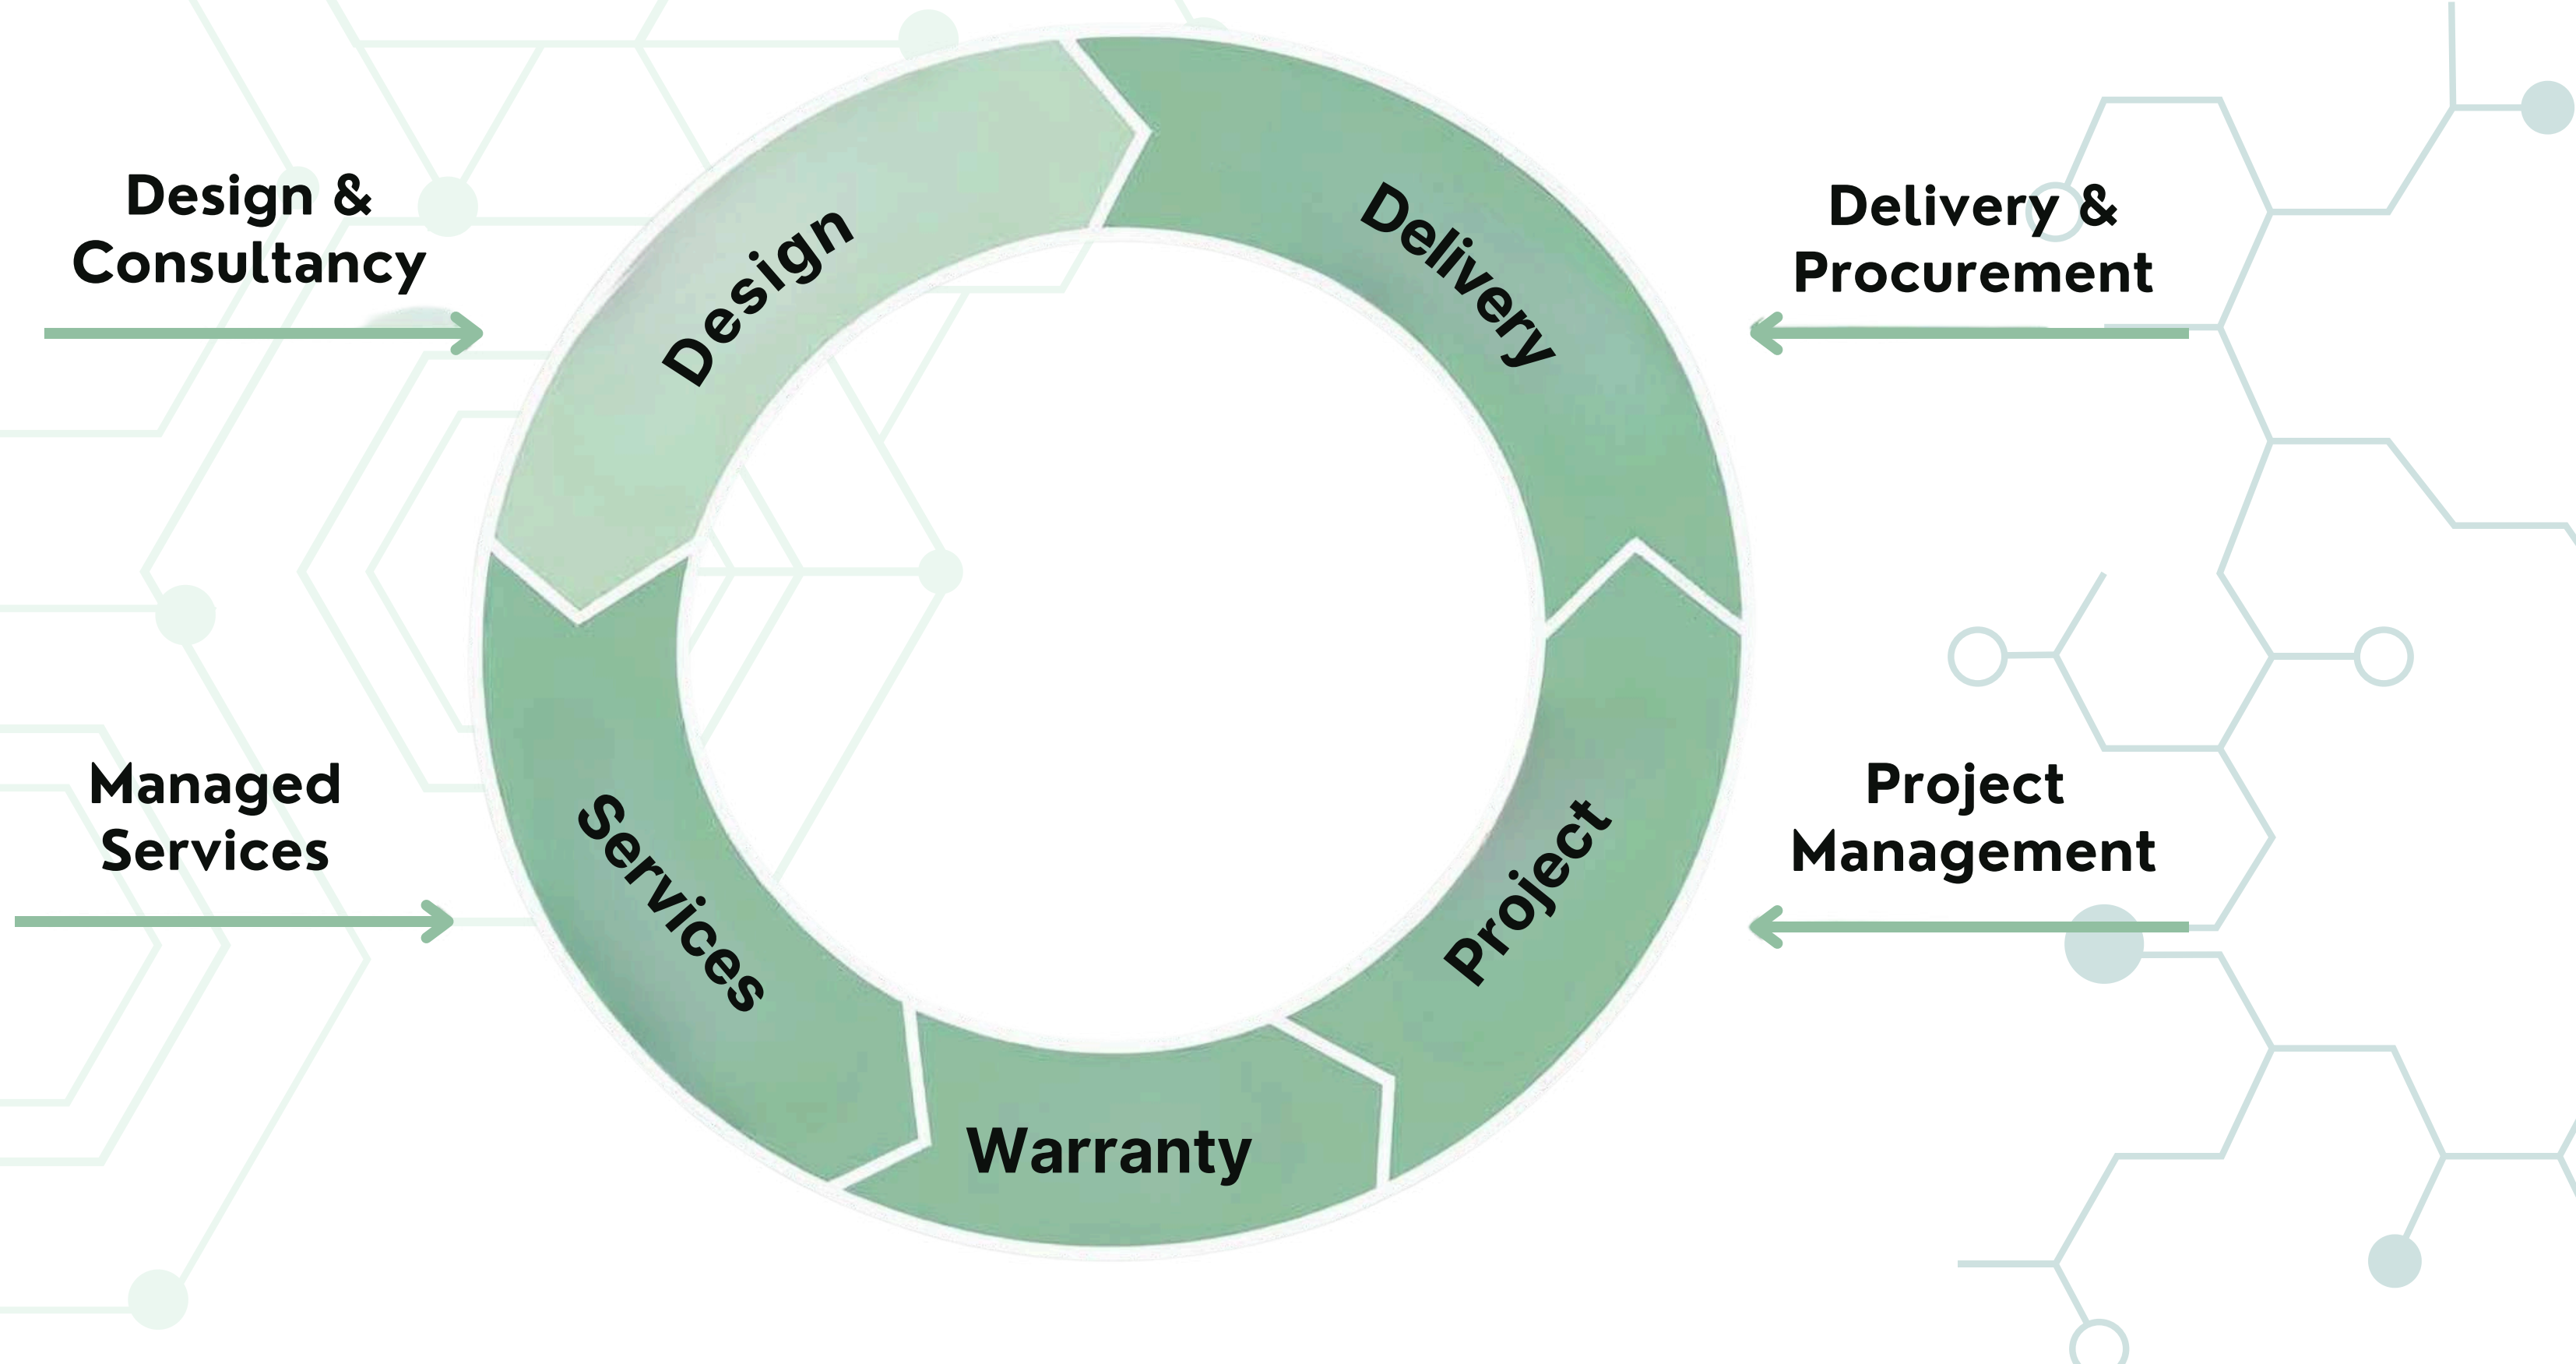 Design &
Consultancy
Design
Delivery
Delivery &
Procurement
Managed
Services
Services
Project
Project
Management
Warranty